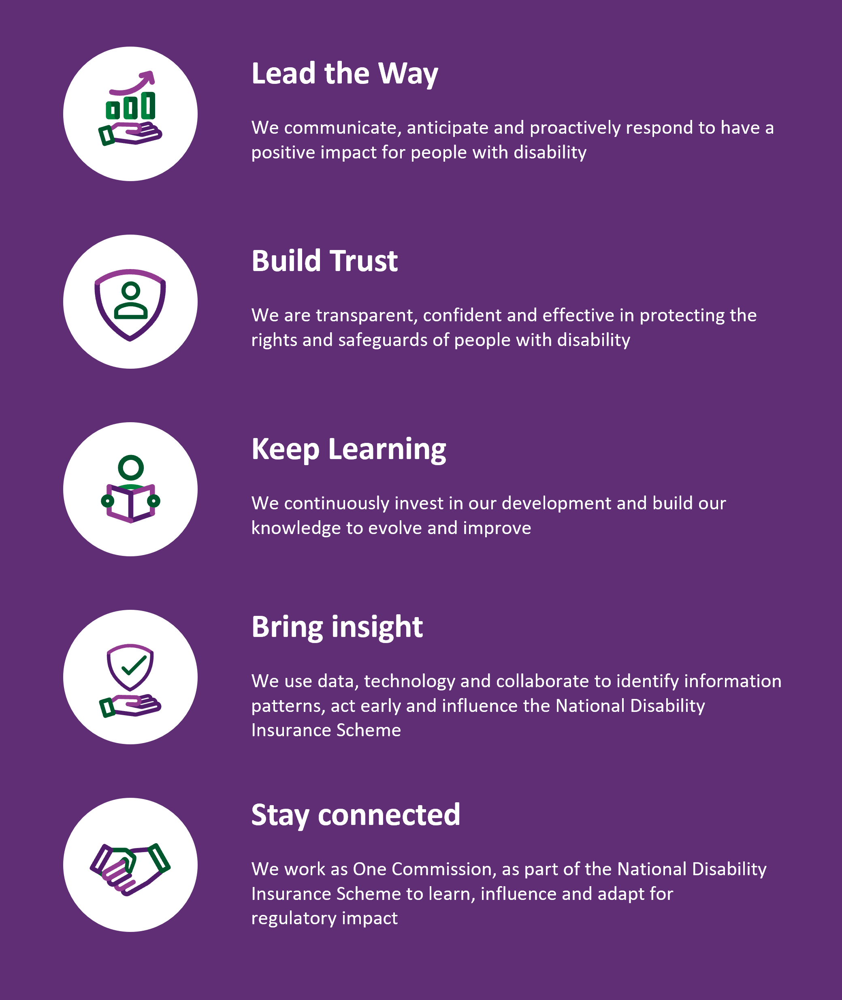 Lead the Way
We communicate, anticipate and proactively respond to have a
positive impact for people with disability
Build Trust
We are transparent, confident and effective in protecting the
rights and safeguards of people with disability
Keep Learning
We continuously invest in our development and build our
knowledge to evolve and improve
Bring insight
We use data, technology and collaborate to identify information
patterns, act early and influence the National Disability
Insurance Scheme
Stay connected
We work as One Commission, as part of the National Disability
Insurance Scheme to learn, influence and adapt for
regulatory impact